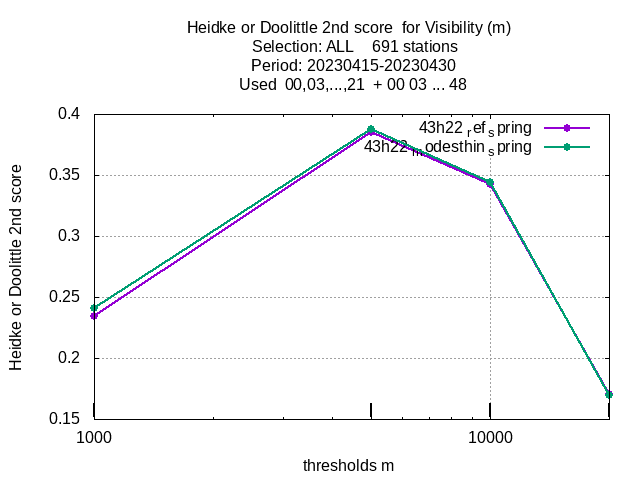 Heidke or Doolittle 2nd score  for Visibility (m)
Selection: ALL    691 stations
Period: 20230415-20230430
Used  00,03,...,21  + 00 03 ... 48
0.4
0.35
0.3
0.25
0.2
0.15
Heidke or Doolittle 2nd score
43h22 ref spring
43h22 modesthin spring
1000
10000
thresholds m